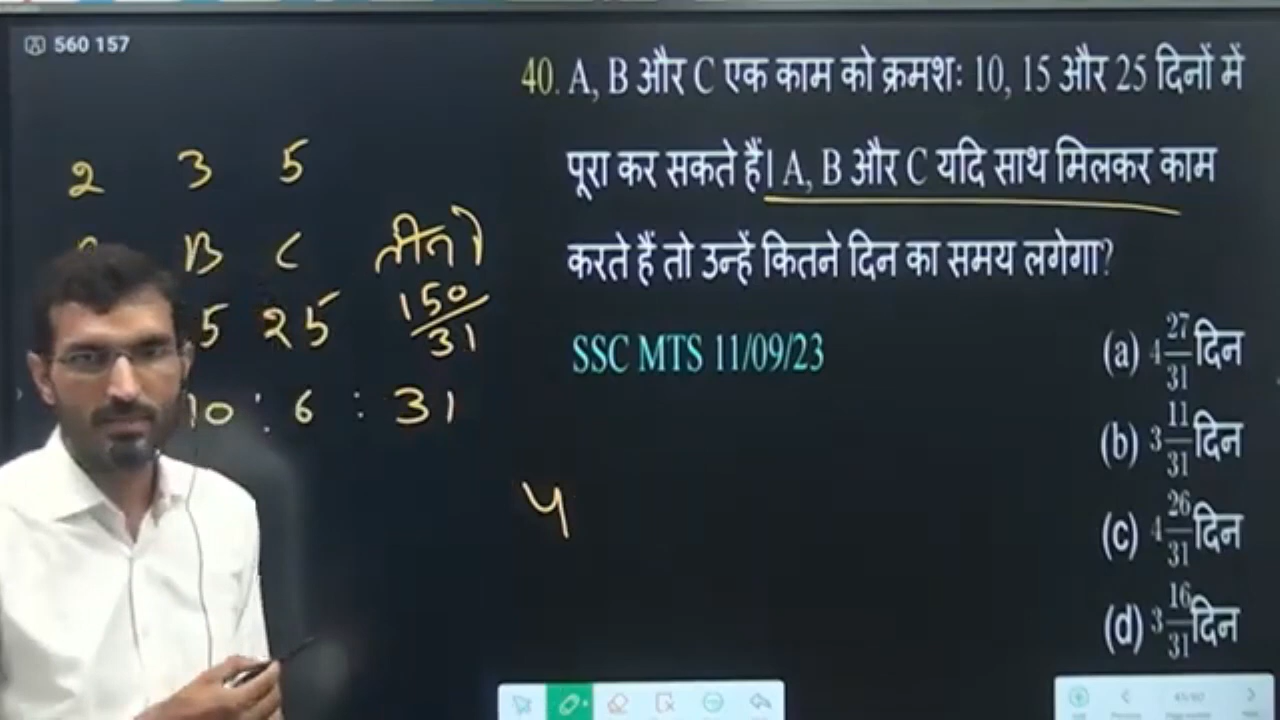 560 157
40. A, B और C एक काम को क्रमशः 10, 15 और 25 दिनों में
पूरा कर सकते हैं। A, B और C यदि साथ मिलकर काम
करते हैं तो उन्हें कितने दिन का समय लगेगा?
SSC MTS 11/09/23
(a) 4 27/31 दिन
(b) 3 11/31 दिन
(c) 4 26/31 दिन
(d) 3 16/31 दिन
2 3 5
B C तीनों
5 25 150/31
10 : 6 : 31
4